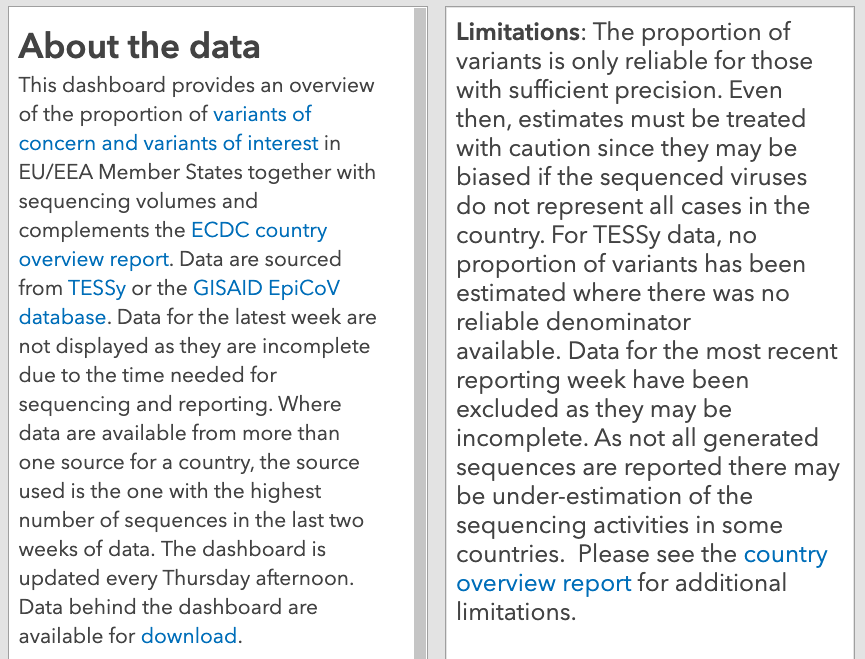 About the data
This dashboard provides an overview
of the proportion of variants of
concern and variants of interest in
EU/EEA Member States together with
sequencing volumes and
complements the ECDC country
overview report. Data are sourced
from TESSy or the GISAID EpiCoV
database. Data for the latest week are
not displayed as they are incomplete
due to the time needed for
sequencing and reporting. Where
data are available from more than
one source for a country, the source
used is the one with the highest
number of sequences in the last two
weeks of data. The dashboard is
updated every Thursday afternoon.
Data behind the dashboard are
available for download.
Limitations: The proportion of
variants is only reliable for those
with sufficient precision. Even
then, estimates must be treated
with caution since they may be
biased if the sequenced viruses
do not represent all cases in the
country. For TESSy data, no
proportion of variants has been
estimated where there was no
reliable denominator
available. Data for the most recent
reporting week have been
excluded as they may be
incomplete. As not all generated
sequences are reported there may
be under-estimation of the
sequencing activities in some
countries.  Please see the country
overview report for additional
limitations.